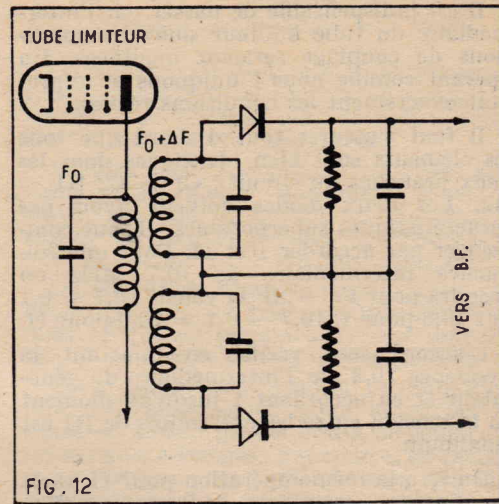 TUBE LIMITEUR
F₀
F₀+ΔF
VERS B.F.
FIG. 12